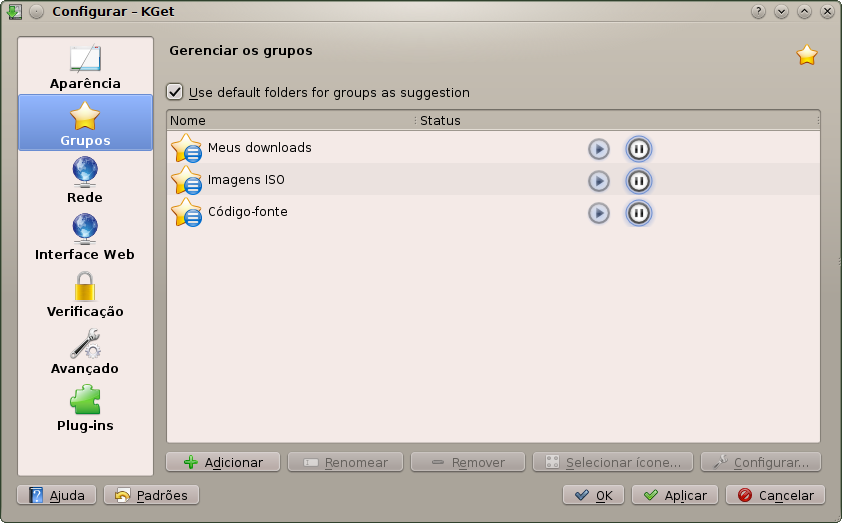 Configurar – KGet
Aparência
Grupos
Rede
Interface Web
Verificação
Avançado
Plug-ins
Gerenciar os grupos
Use default folders for groups as suggestion
Nome Status
Meus downloads
Imagens ISO
Código-fonte
Adicionar Renomear Remover Selecionar ícone... Configurar...
Ajuda Padrões OK Aplicar Cancelar